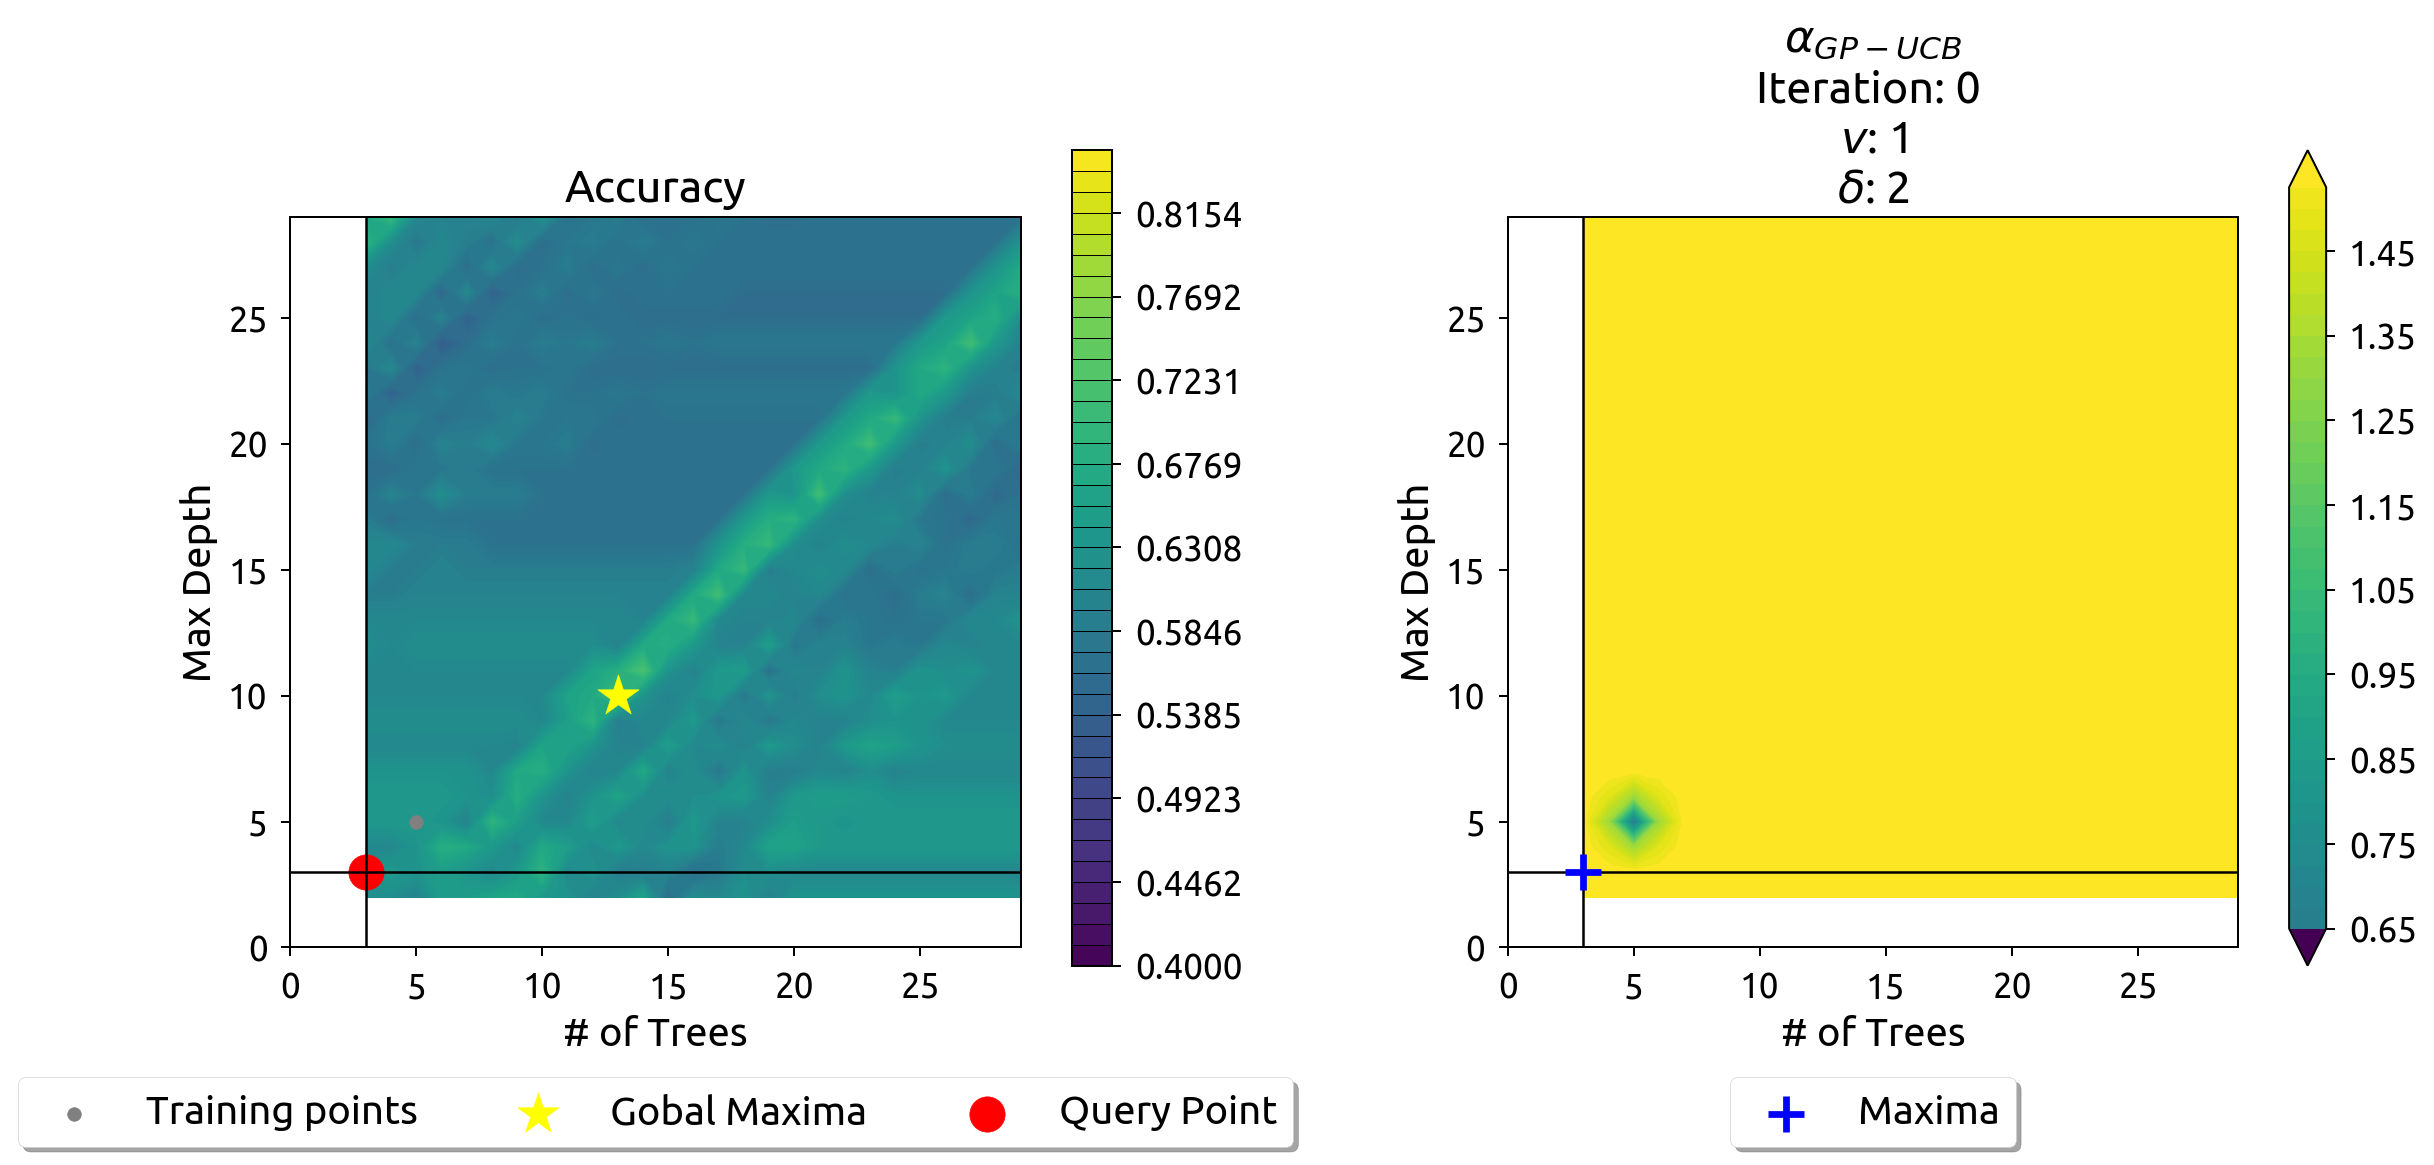 Accuracy
Max Depth
25
20
15
10
5
0
0 5 10 15 20 25
# of Trees
0.8154
0.7692
0.7231
0.6769
0.6308
0.5846
0.5385
0.4923
0.4462
0.4000
Training points Gobal Maxima Query Point
α_{GP−UCB}
Iteration: 0
ν: 1
δ: 2
Max Depth
25
20
15
10
5
0
0 5 10 15 20 25
# of Trees
1.45
1.35
1.25
1.15
1.05
0.95
0.85
0.75
0.65
Maxima